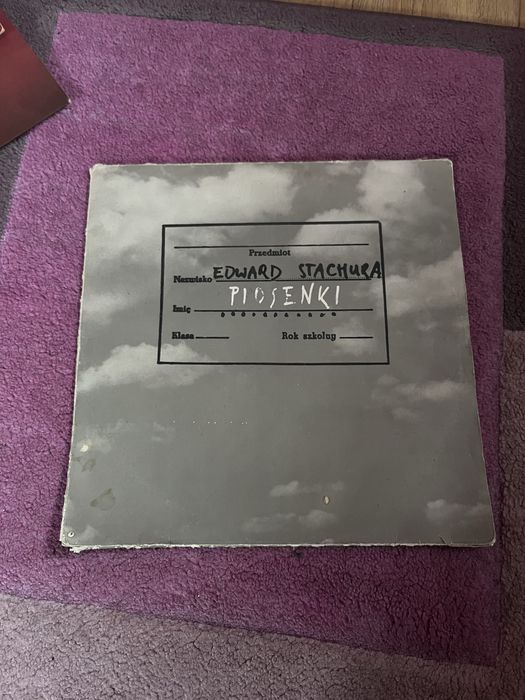 Przedmiot
Nazwisko EDWARD STACHURA
PIOSENKI
Imię
Klasa Rok szkolny